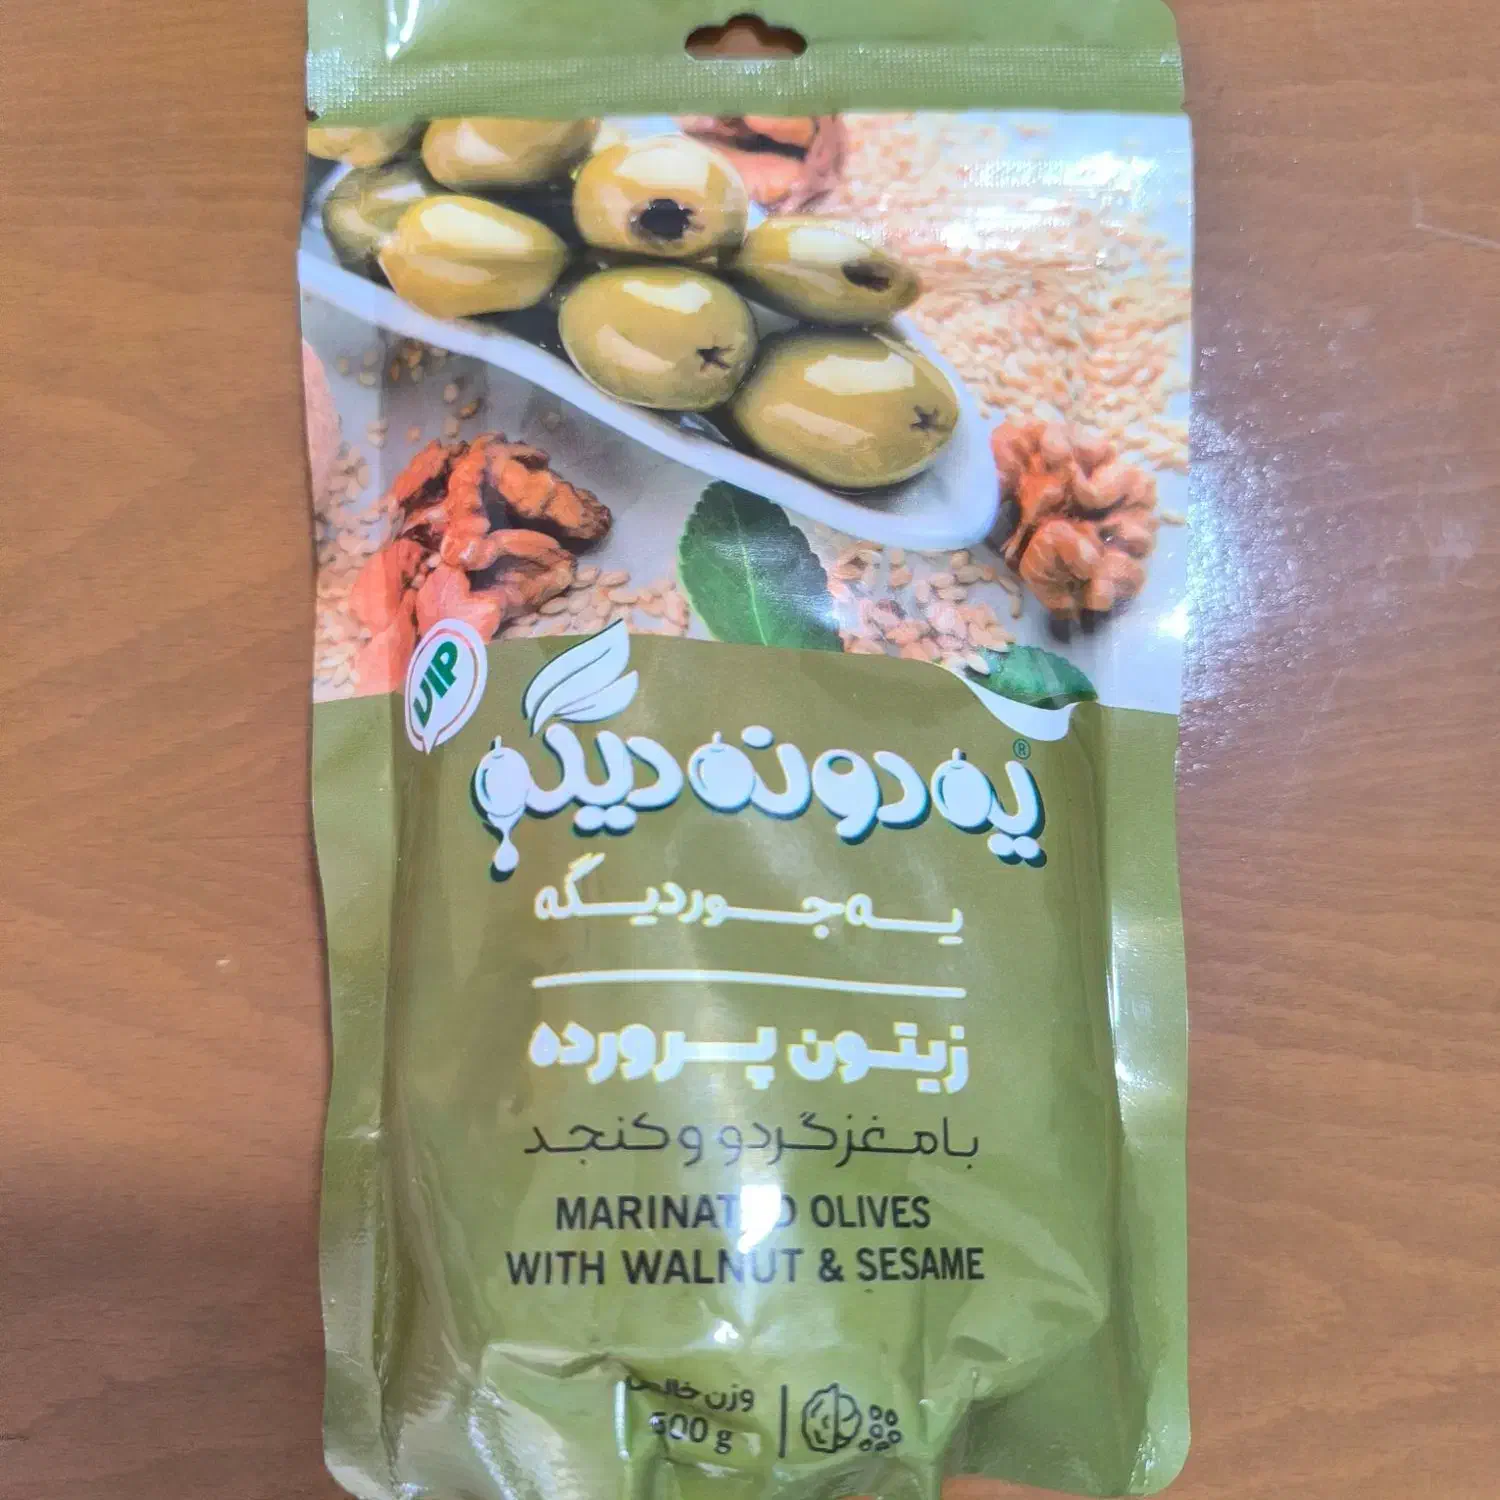 VIP
یه دونه دیگه ®
یه جور دیگه
زیتون پرورده
با مغز گردو و کنجد
MARINATED OLIVES
WITH WALNUT & SESAME
وزن خالص
500 g